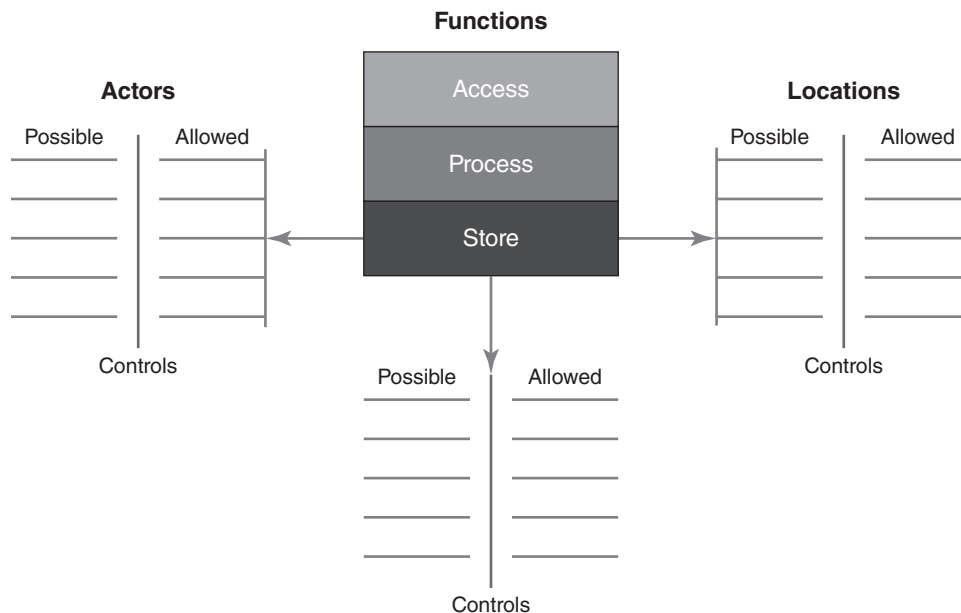 Functions
Access
Process
Store
Actors
Possible Allowed
Controls
Locations
Possible Allowed
Controls
Possible Allowed
Controls